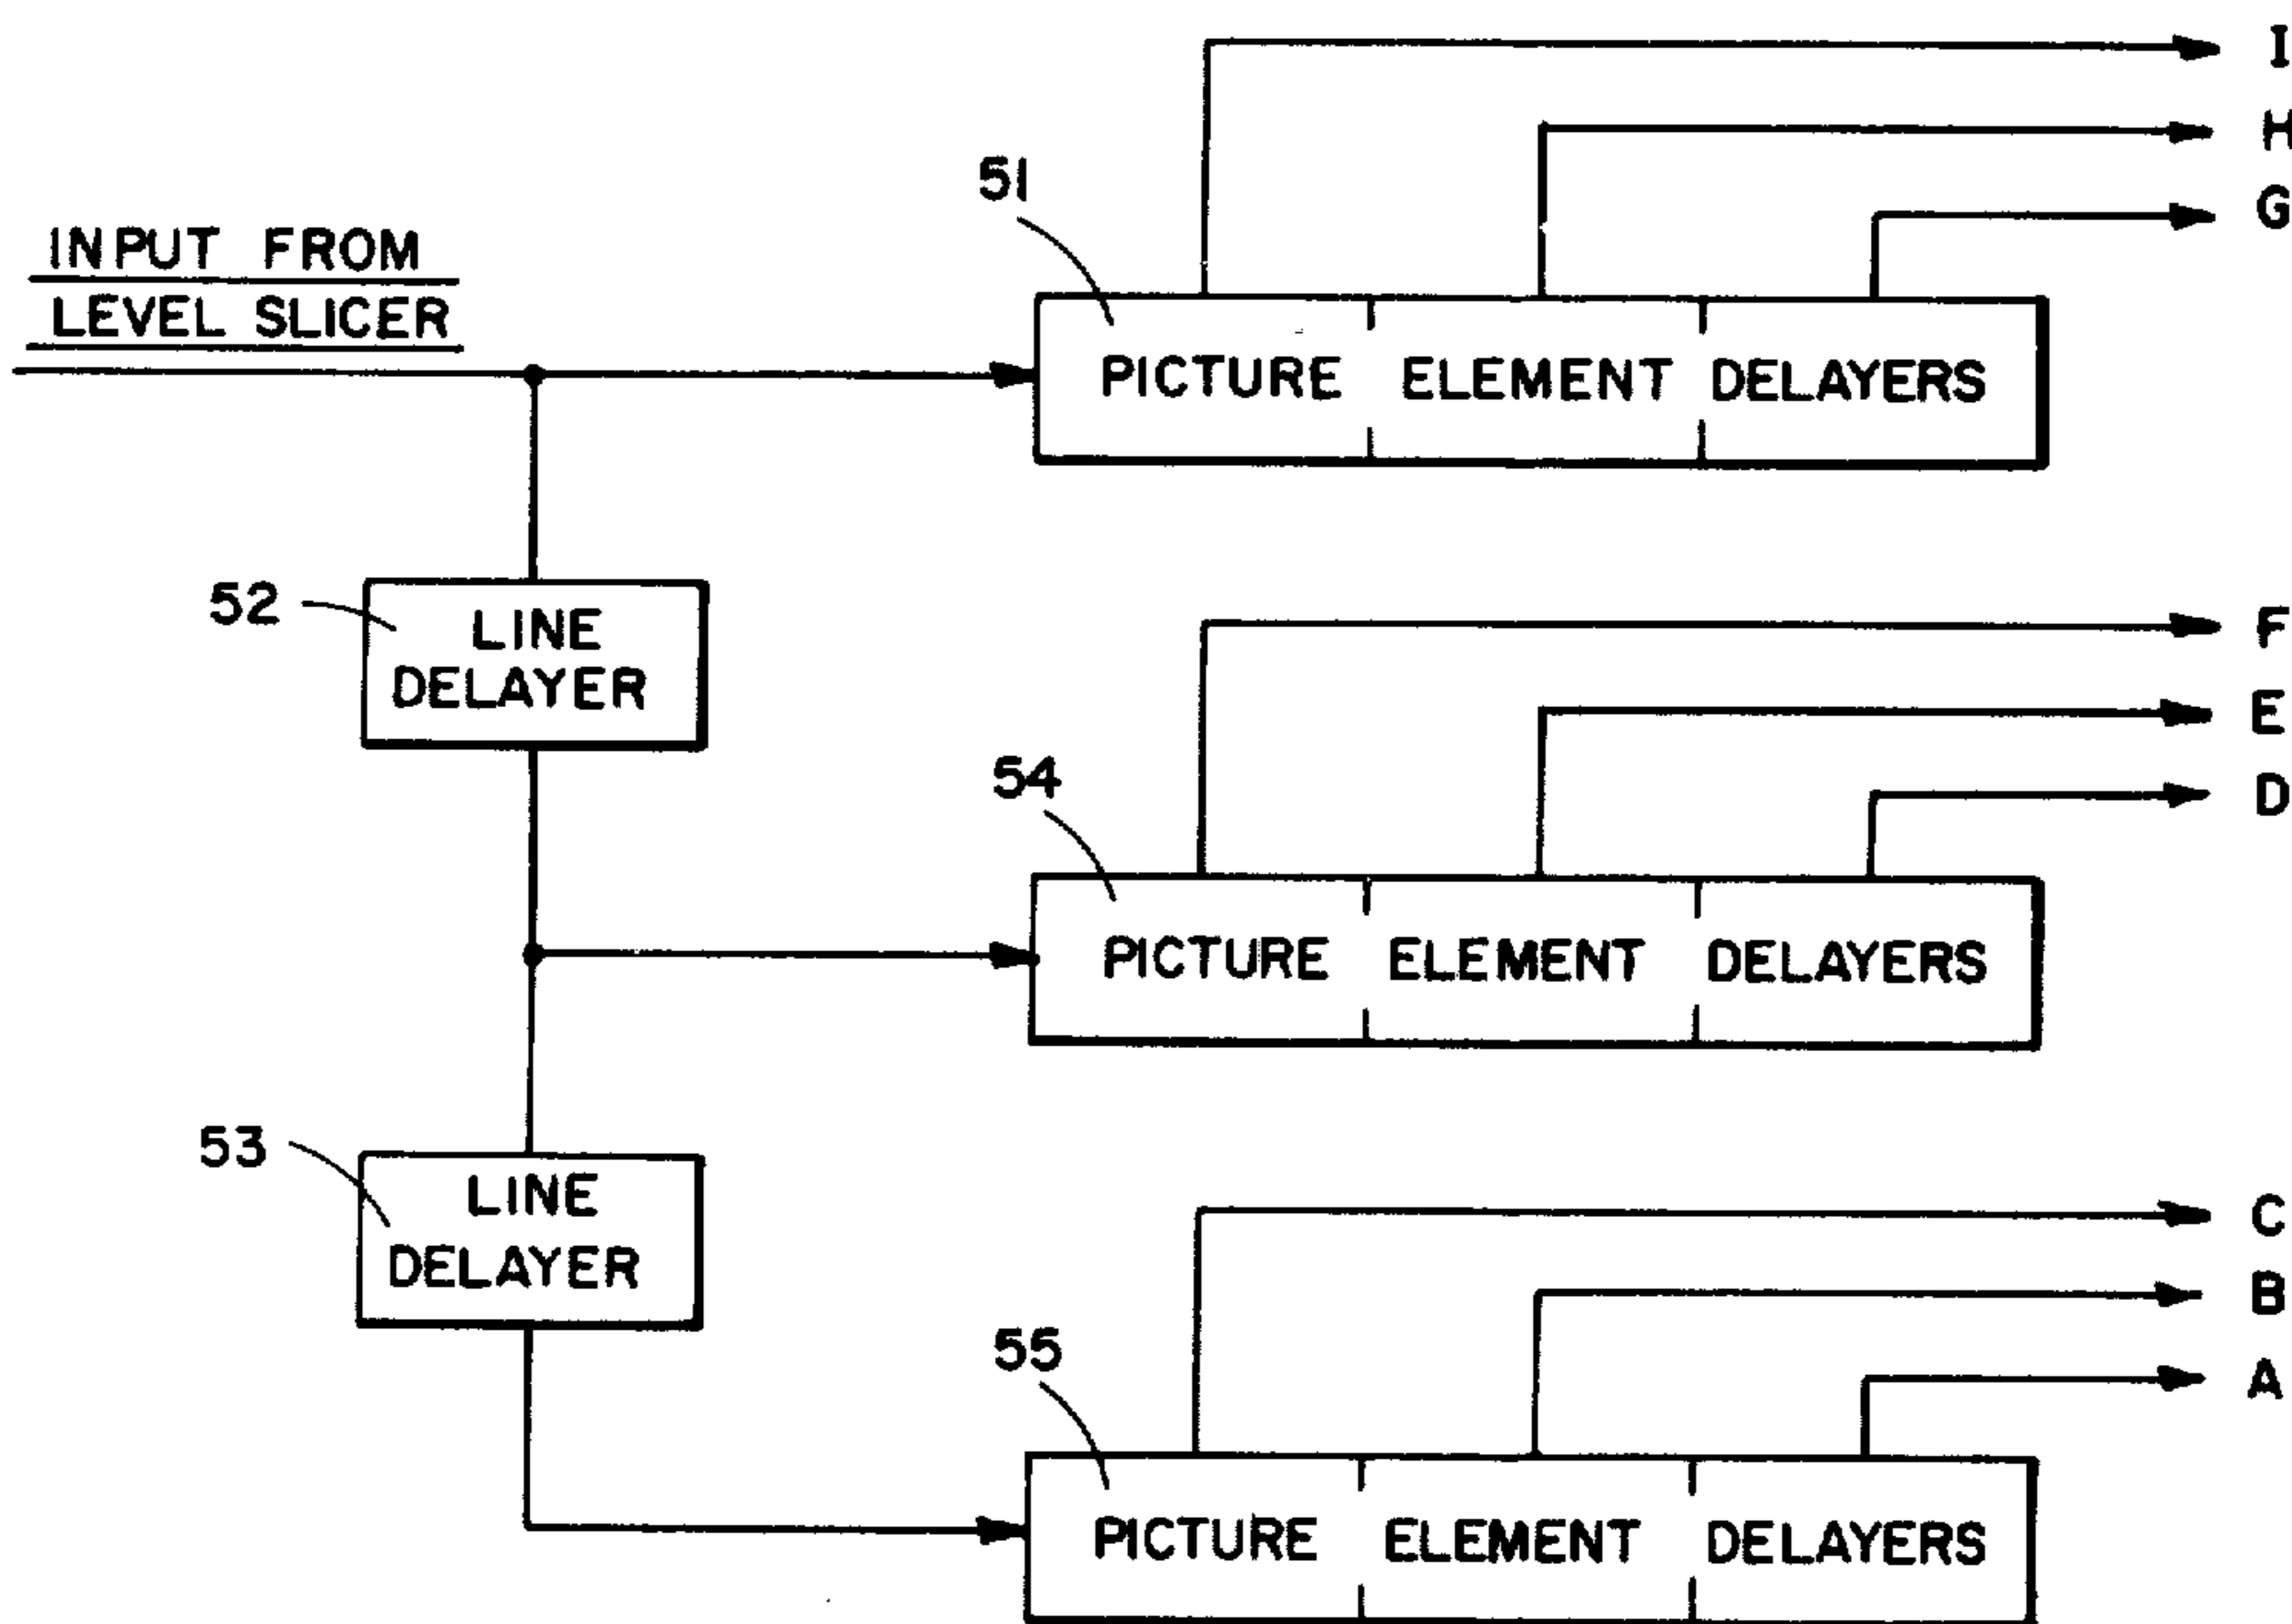 I
H
51
G
INPUT FROM
LEVEL SLICER
PICTURE ELEMENT DELAYERS
52
LINE
DELAYER
F
E
54
D
PICTURE ELEMENT DELAYERS
53
LINE
DELAYER
C
B
55
A
PICTURE ELEMENT DELAYERS